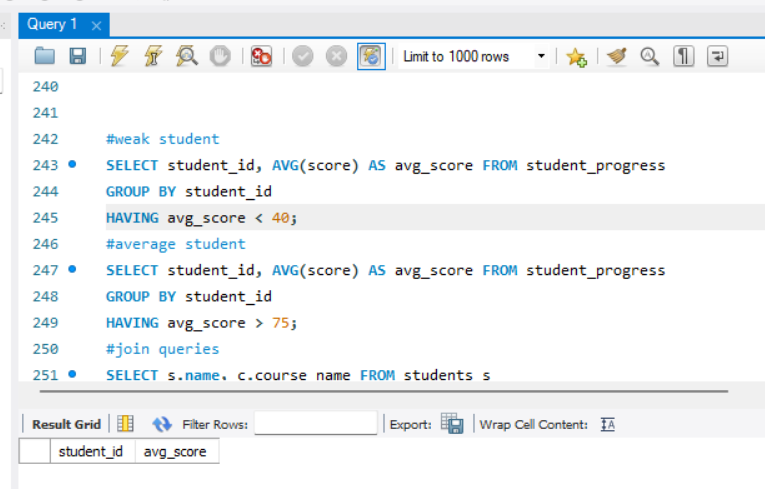 Query 1
Limit to 1000 rows
240
241
242 #weak student
243 SELECT student_id, AVG(score) AS avg_score FROM student_progress
244 GROUP BY student_id
245 HAVING avg_score < 40;
246 #average student
247 SELECT student_id, AVG(score) AS avg_score FROM student_progress
248 GROUP BY student_id
249 HAVING avg_score > 75;
250 #join queries
251 SELECT s.name, c.course_name FROM students s
Result Grid Filter Rows: Export: Wrap Cell Content:
student_id avg_score